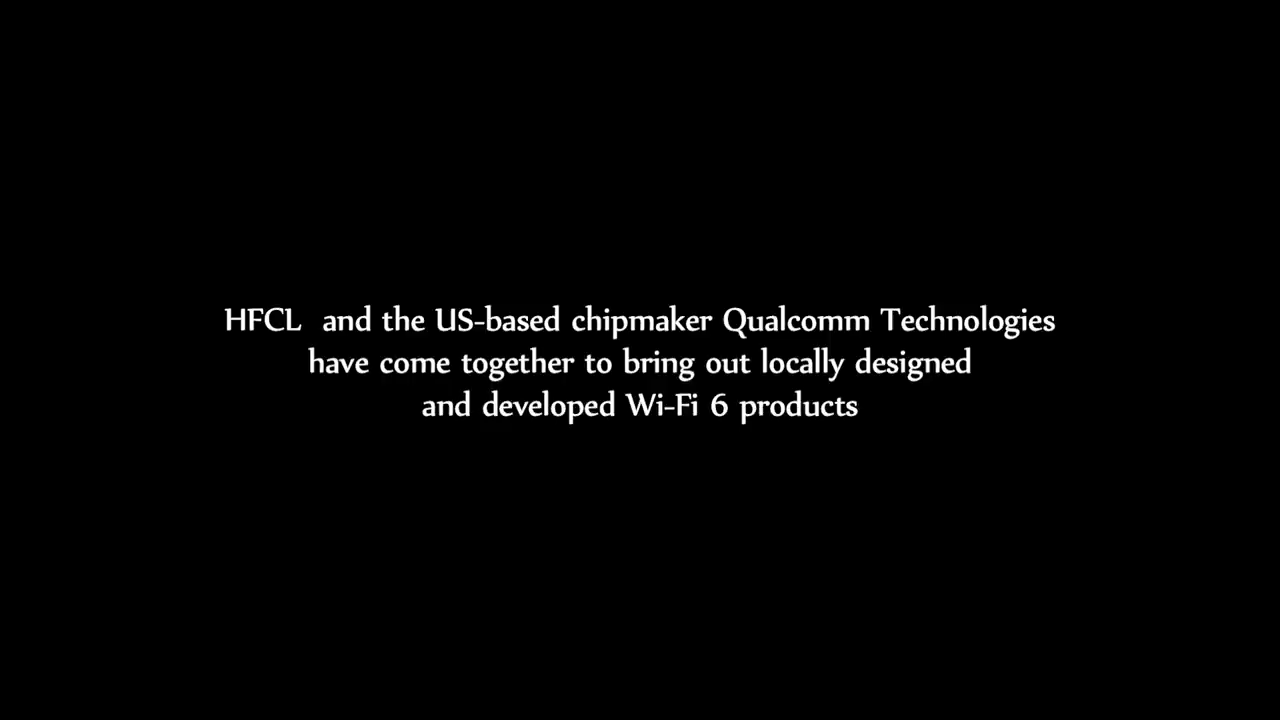 HFCL  and the US-based chipmaker Qualcomm Technologies
have come together to bring out locally designed
and developed Wi-Fi 6 products